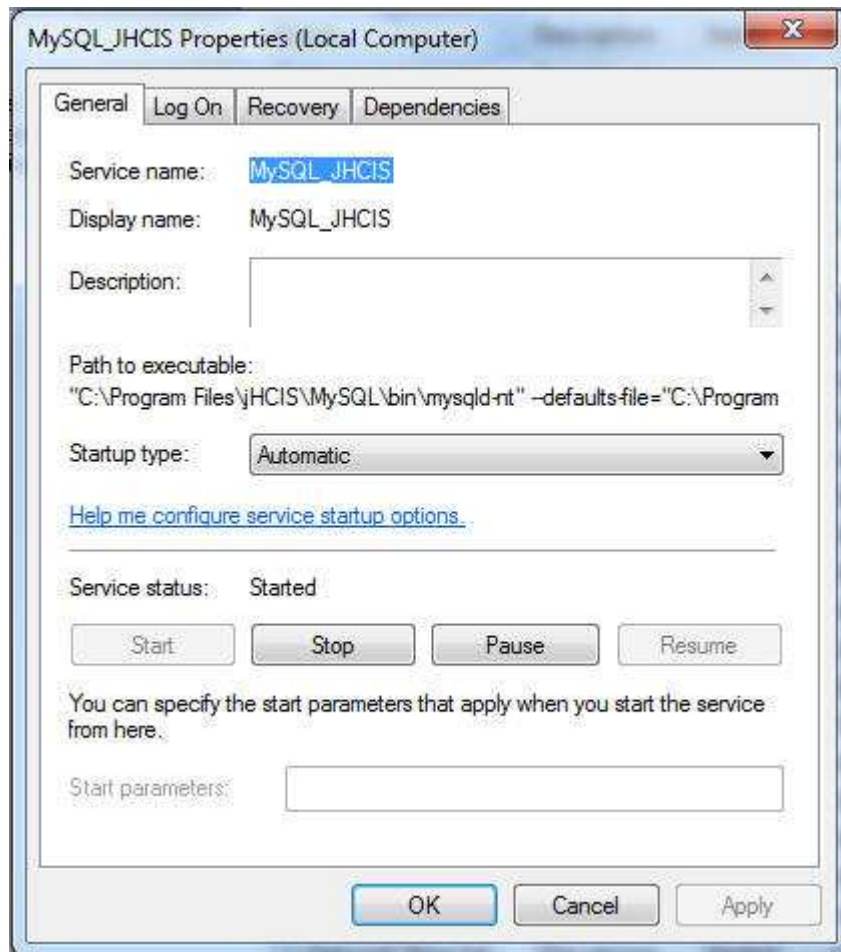 MySQL_JHCIS Properties (Local Computer)
General Log On Recovery Dependencies
Service name: MySQL_JHCIS
Display name: MySQL_JHCIS
Description:
Path to executable:
"C:\Program Files\jHCIS\MySQL\bin\mysqld-nt" --defaults-file="C:\Program
Startup type: Automatic
Help me configure service startup options.
Service status: Started
Start Stop Pause Resume
You can specify the start parameters that apply when you start the service
from here.
Start parameters:
OK Cancel Apply